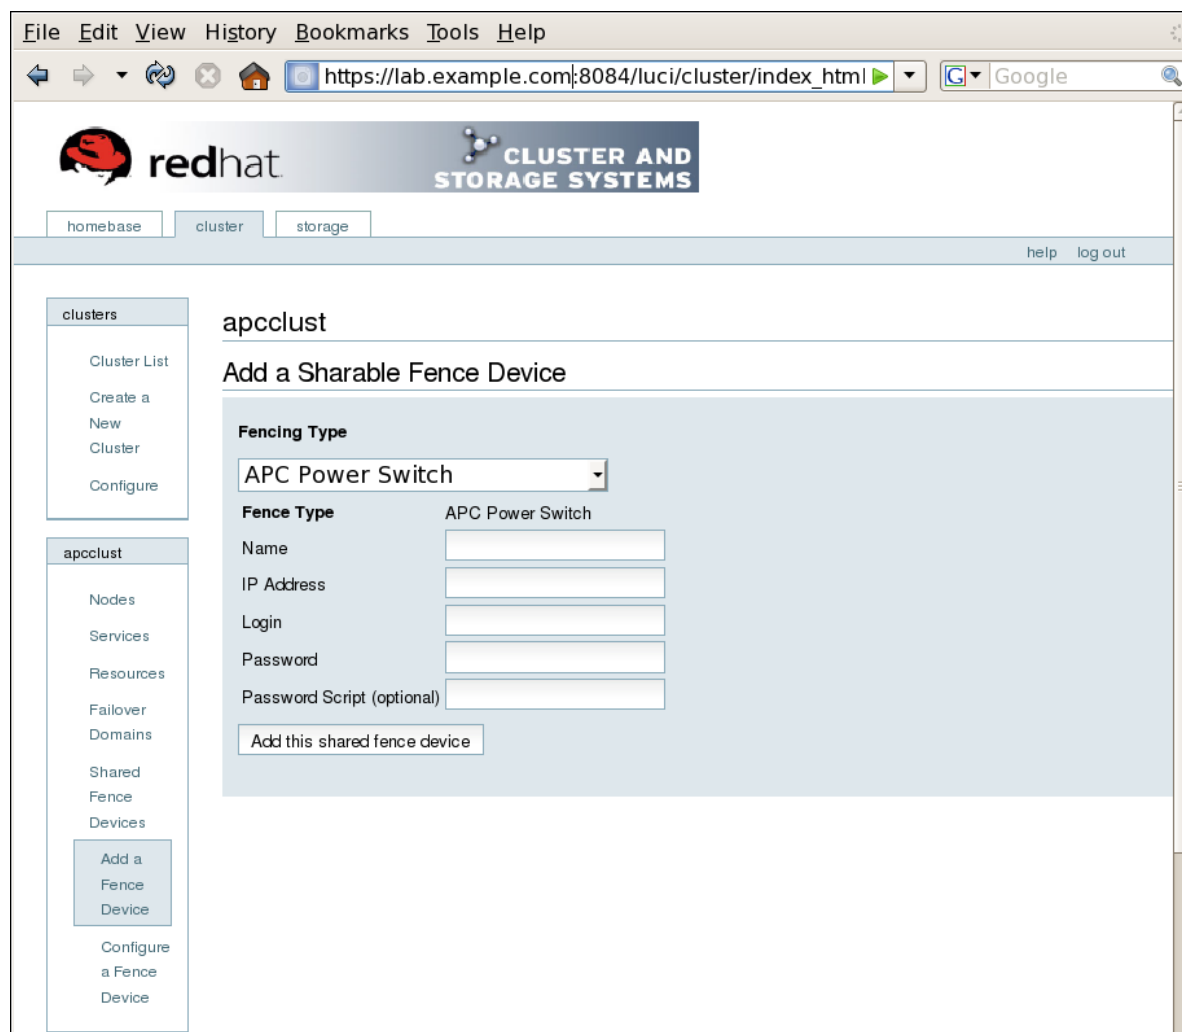 File Edit View History Bookmarks Tools Help
https://lab.example.com:8084/luci/cluster/index_html
G Google
redhat.
CLUSTER AND
STORAGE SYSTEMS
homebase cluster storage
help log out
clusters
Cluster List
Create a
New
Cluster
Configure
apcclust
Nodes
Services
Resources
Failover
Domains
Shared
Fence
Devices
Add a
Fence
Device
Configure
a Fence
Device
apcclust
Add a Sharable Fence Device
Fencing Type
APC Power Switch
Fence Type APC Power Switch
Name
IP Address
Login
Password
Password Script (optional)
Add this shared fence device